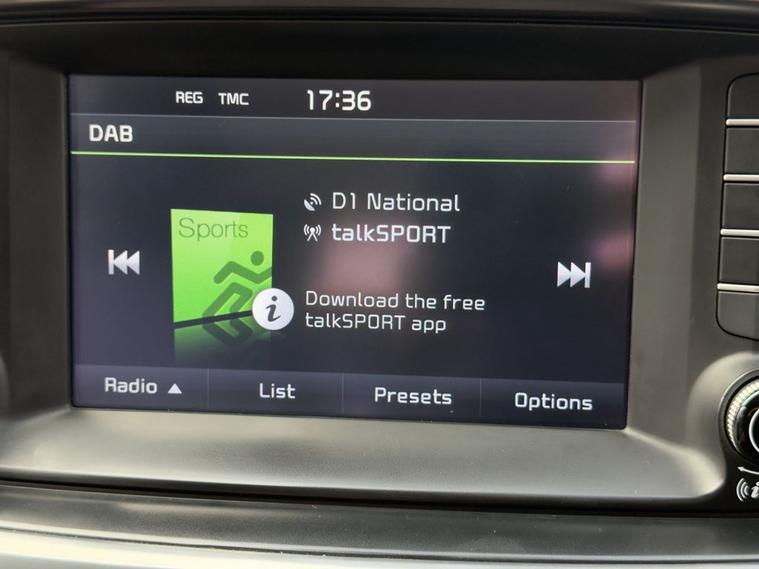 REG TMC 17:36
DAB
D1 National
Sports
talkSPORT
i
Download the free
talkSPORT app
Radio ▲ List Presets Options
i